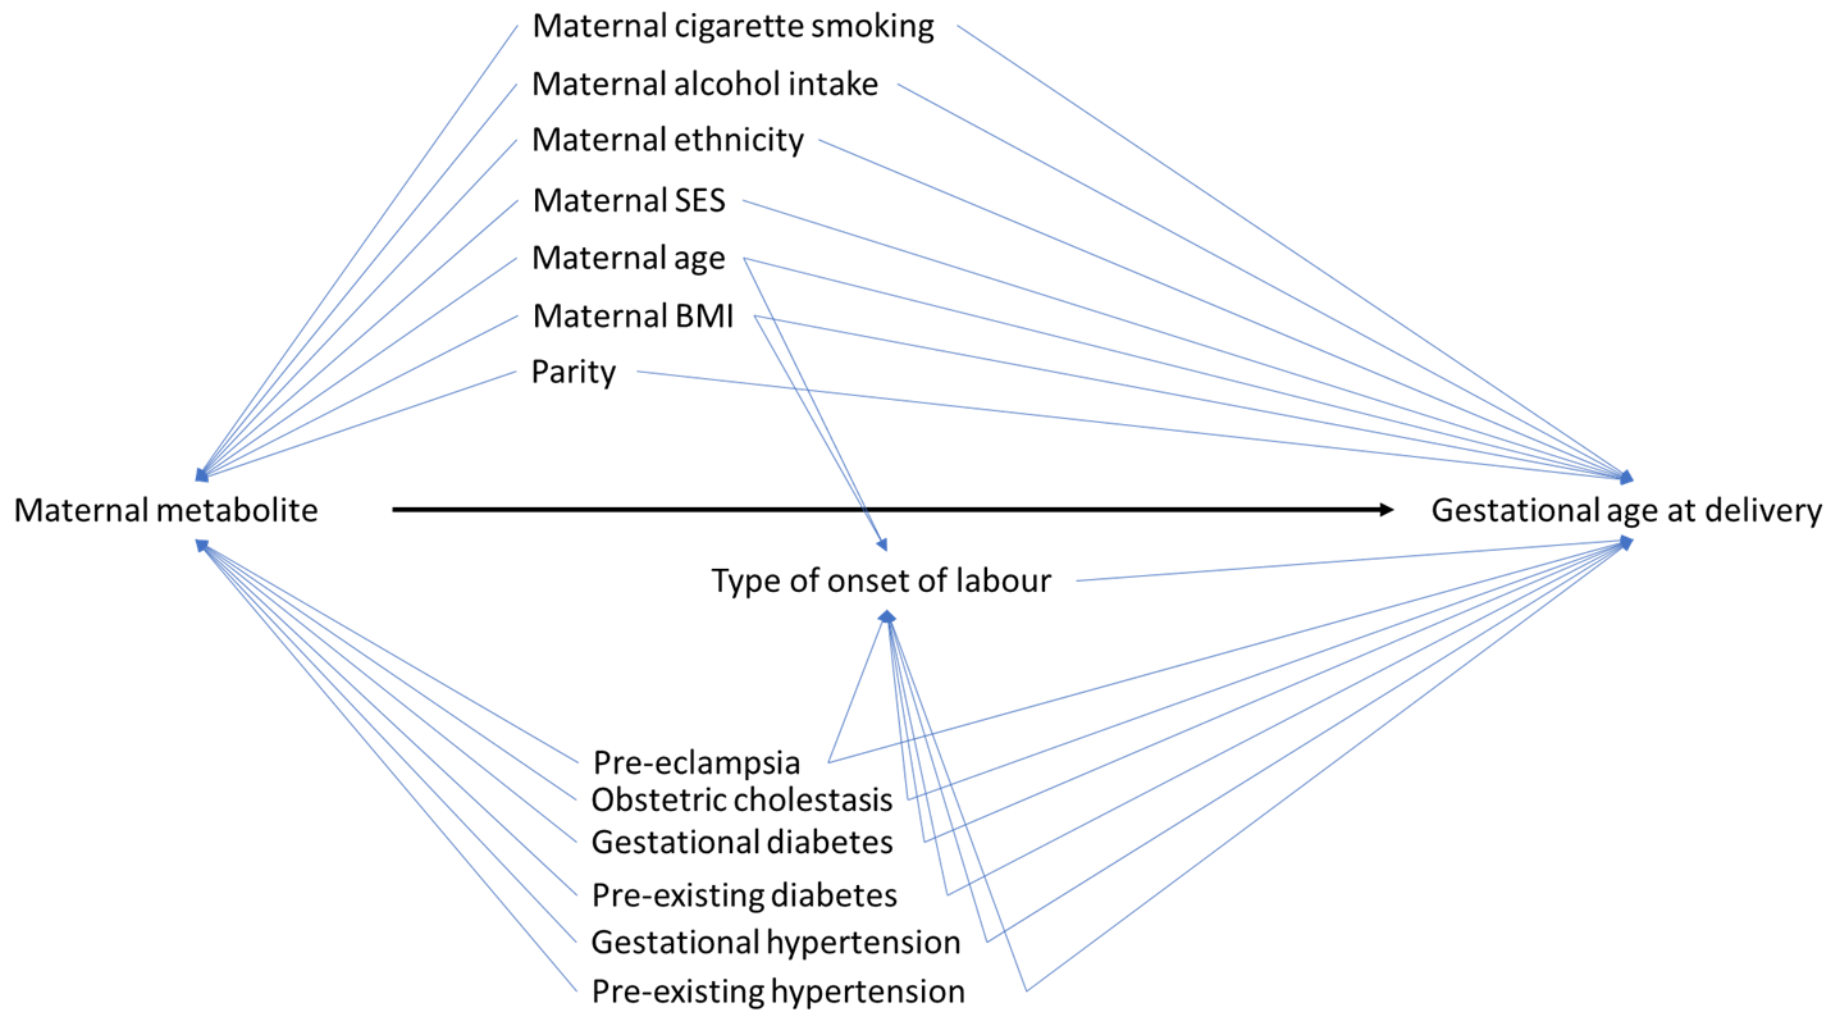 Maternal cigarette smoking
Maternal alcohol intake
Maternal ethnicity
Maternal SES
Maternal age
Maternal BMI
Parity
Maternal metabolite
Gestational age at delivery
Type of onset of labour
Pre-eclampsia
Obstetric cholestasis
Gestational diabetes
Pre-existing diabetes
Gestational hypertension
Pre-existing hypertension